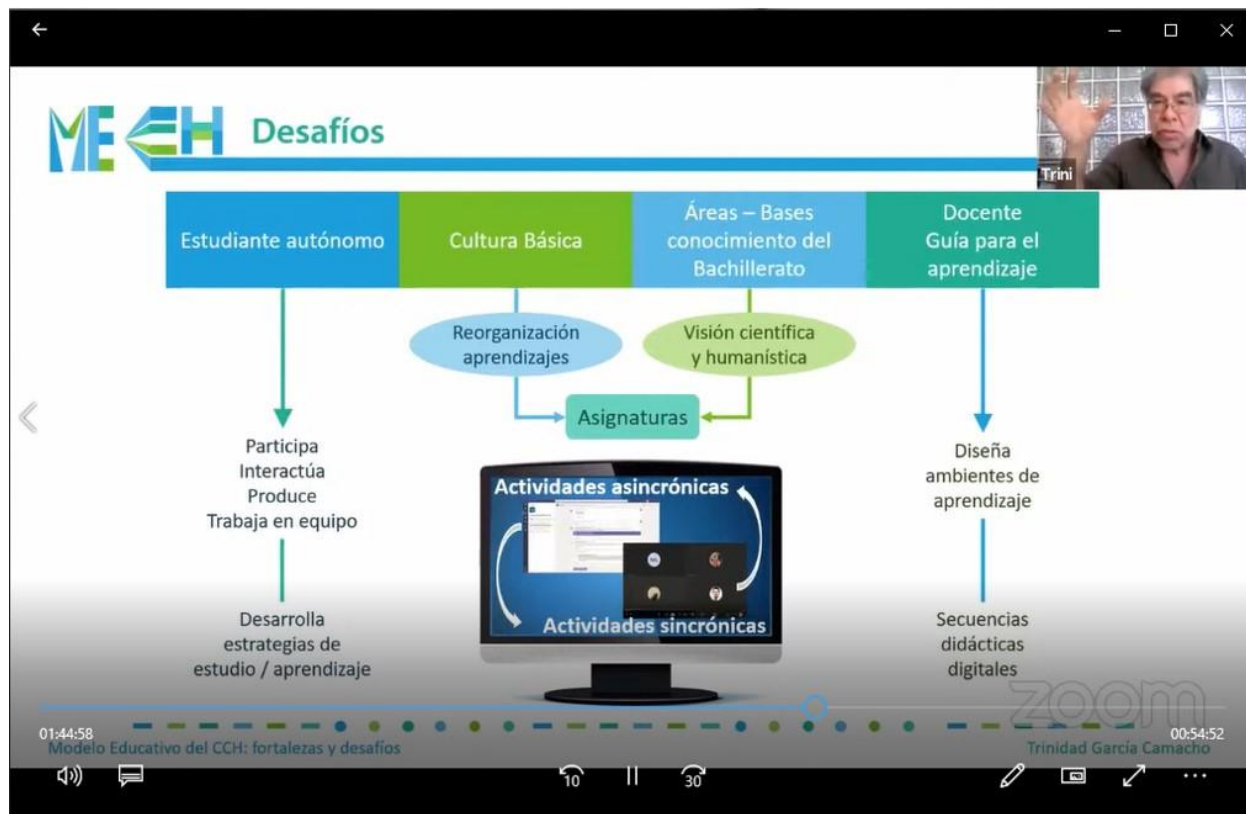 MECCH
Desafíos
Trini
Estudiante autónomo
Cultura Básica
Áreas – Bases
conocimiento del
Bachillerato
Docente
Guía para el
aprendizaje
Reorganización
aprendizajes
Visión científica
y humanística
Asignaturas
Participa
Interactúa
Produce
Trabaja en equipo
Diseña
ambientes de
aprendizaje
Actividades asincrónicas
Actividades sincrónicas
Desarrolla
estrategias de
estudio / aprendizaje
Secuencias
didácticas
digitales
zoom
01:44:58
00:54:52
Modelo Educativo del CCH: fortalezas y desafíos
Trinidad García Camacho
10
30